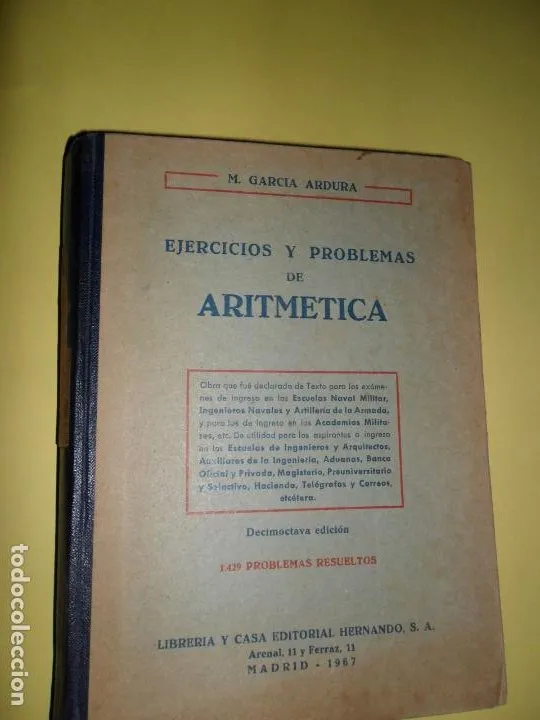 M. GARCIA ARDURA
EJERCICIOS Y PROBLEMAS
DE
ARITMETICA
Obra que fué declarada de Texto para los exáme-
nes de ingreso en las Escuelas Naval Militar,
Ingenieros Navales y Artillería de la Armada,
y para los de ingreso en las Academias Milita-
res, etc. De utilidad para los aspirantes a ingreso
en las Escuelas de Ingenieros y Arquitectos,
Auxiliares de la Ingeniería, Aduanas, Banca
Oficial y Privada, Magisterio, Preuniversitario
y Selectivo, Hacienda, Telégrafos y Correos,
etcétera.
Decimoctava edición
1.429 PROBLEMAS RESUELTOS
LIBRERIA Y CASA EDITORIAL HERNANDO, S. A.
Arenal, 11 y Ferraz, 11
MADRID - 1967
todocoleccion.net